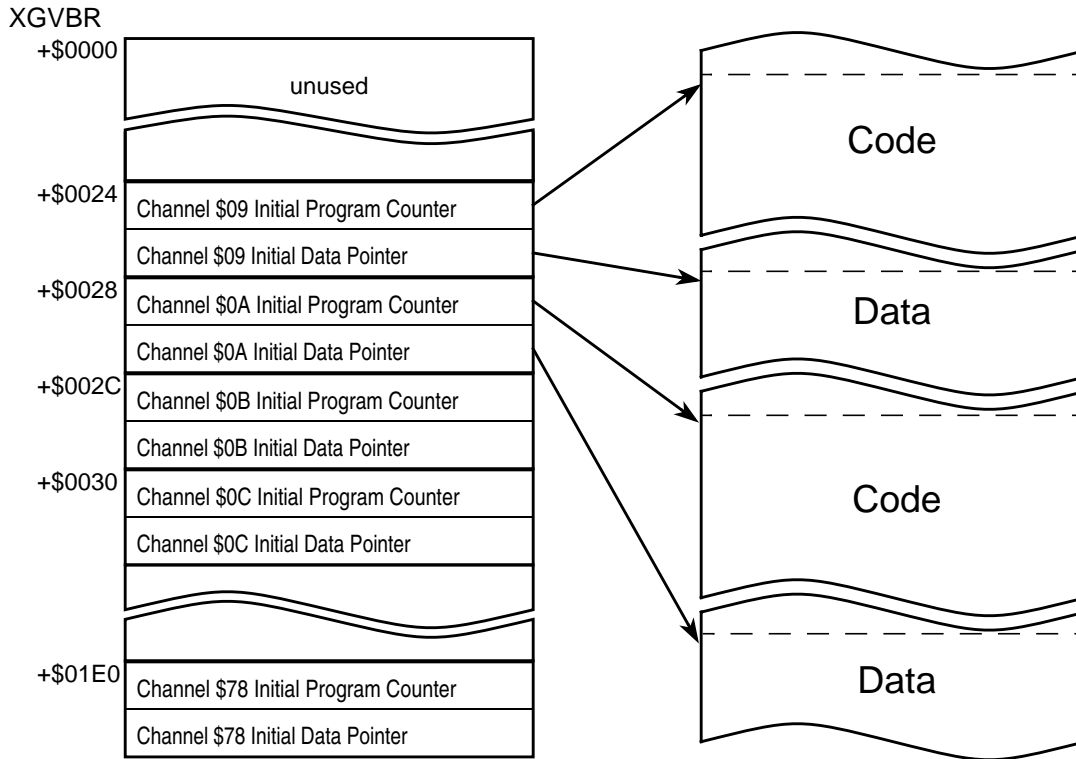 XGVBR
+$0000
unused
+$0024
Channel $09 Initial Program Counter
Channel $09 Initial Data Pointer
+$0028
Channel $0A Initial Program Counter
Channel $0A Initial Data Pointer
+$002C
Channel $0B Initial Program Counter
Channel $0B Initial Data Pointer
+$0030
Channel $0C Initial Program Counter
Channel $0C Initial Data Pointer
+$01E0
Channel $78 Initial Program Counter
Channel $78 Initial Data Pointer
Code
Data
Code
Data